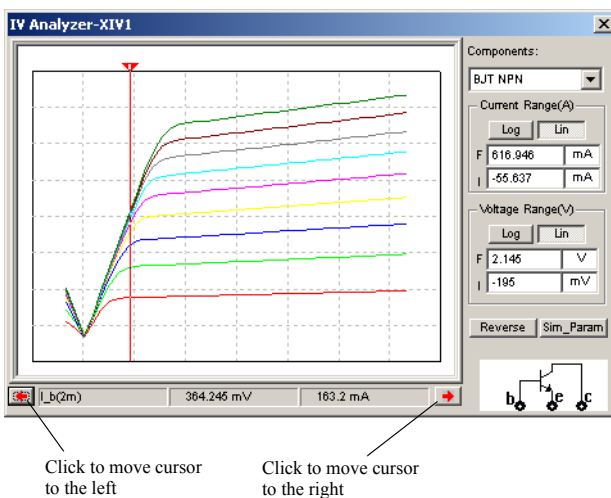 IV Analyzer-XIV1
Components:
BJT NPN
Current Range(A)
Log Lin
F 616.946 mA
I -55.637 mA
Voltage Range(V)
Log Lin
F 2.145 V
I -195 mV
Reverse Sim_Param
b e c
I_b(2m) 364.245 mV 163.2 mA
Click to move cursor
to the left
Click to move cursor
to the right